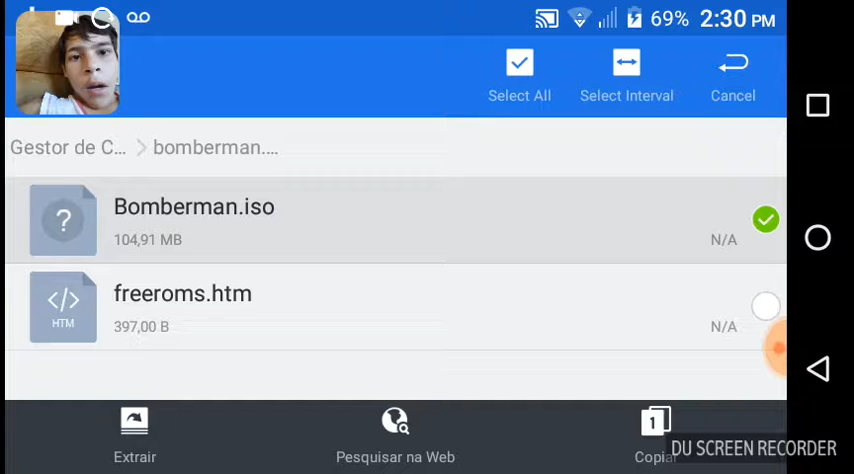 69% 2:30 PM
Select All Select Interval Cancel
Gestor de C... bomberman....
Bomberman.iso
104,91 MB N/A
freeroms.htm
HTM
397,00 B N/A
1
Extrair Pesquisar na Web Copiar
DU SCREEN RECORDER